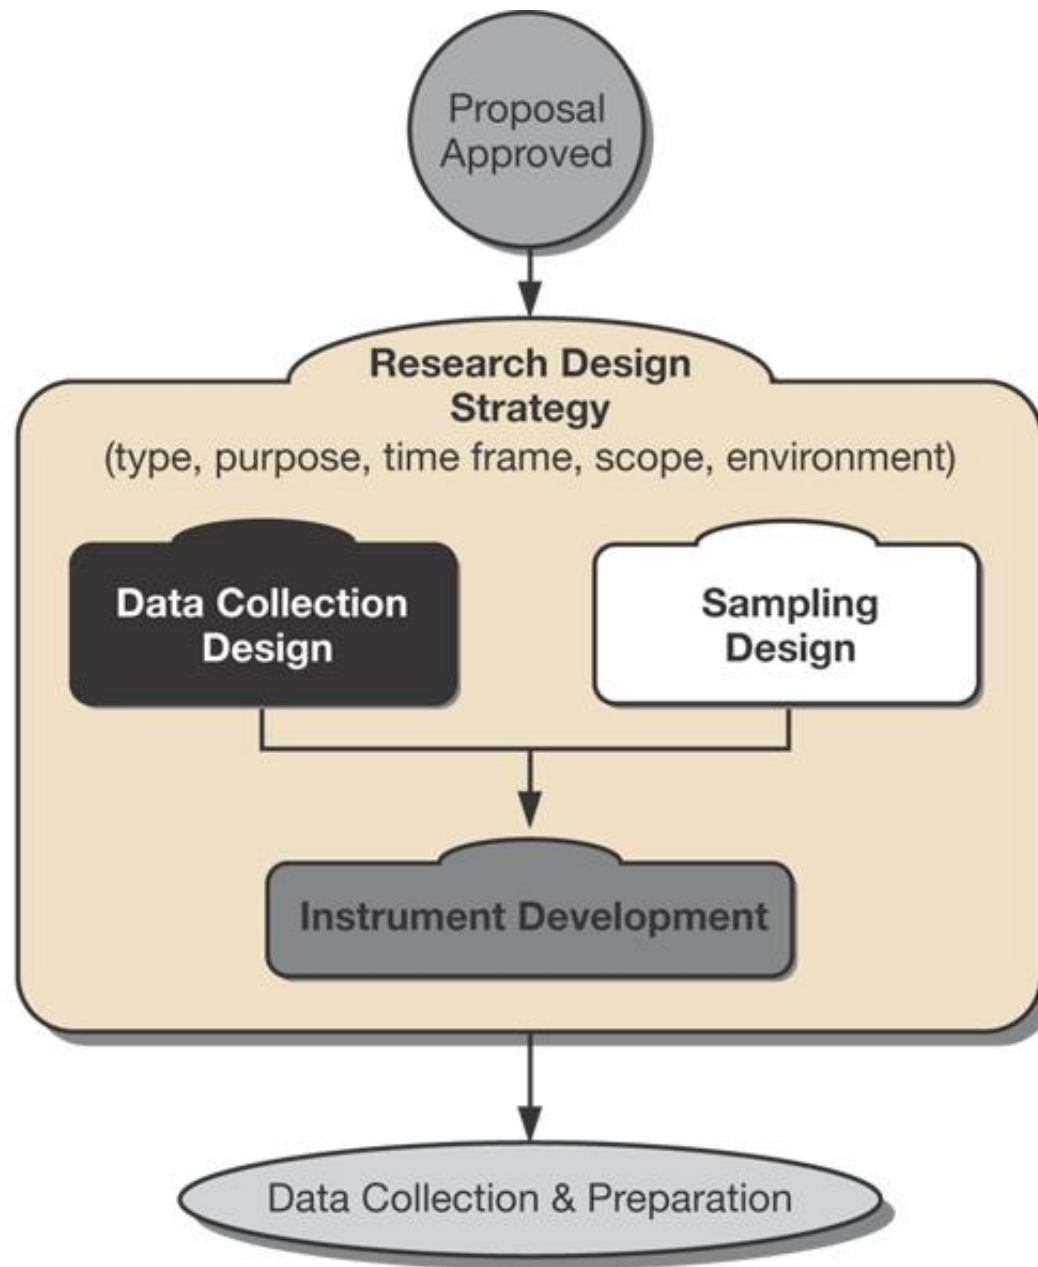 Proposal
Approved
Research Design
Strategy
(type, purpose, time frame, scope, environment)
Data Collection
Design
Sampling
Design
Instrument Development
Data Collection & Preparation